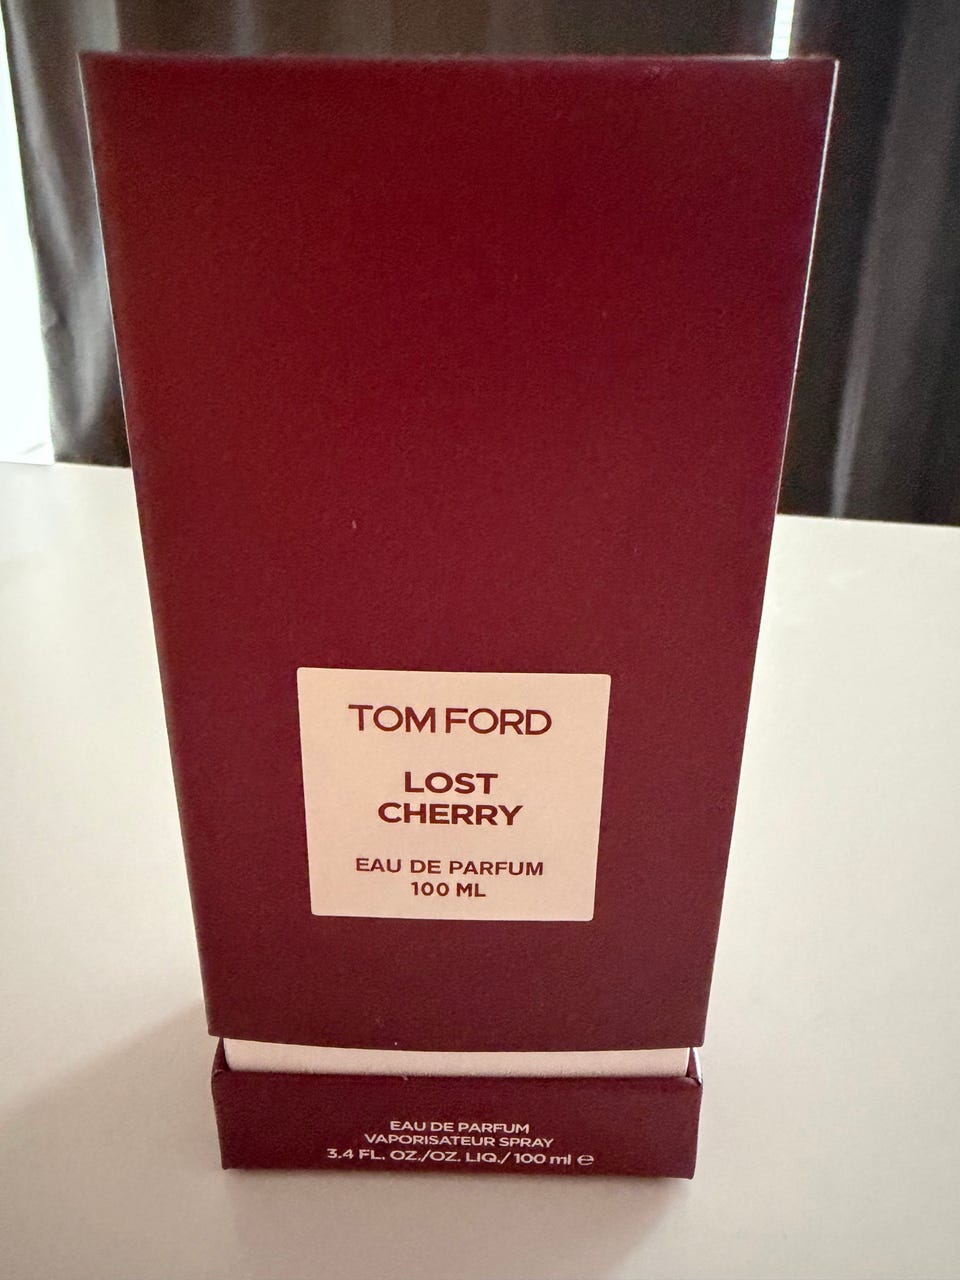 TOM FORD
LOST
CHERRY
EAU DE PARFUM
100 ML
EAU DE PARFUM
VAPORISATEUR SPRAY
3.4 FL. OZ./OZ. LIQ./100 ml ℮